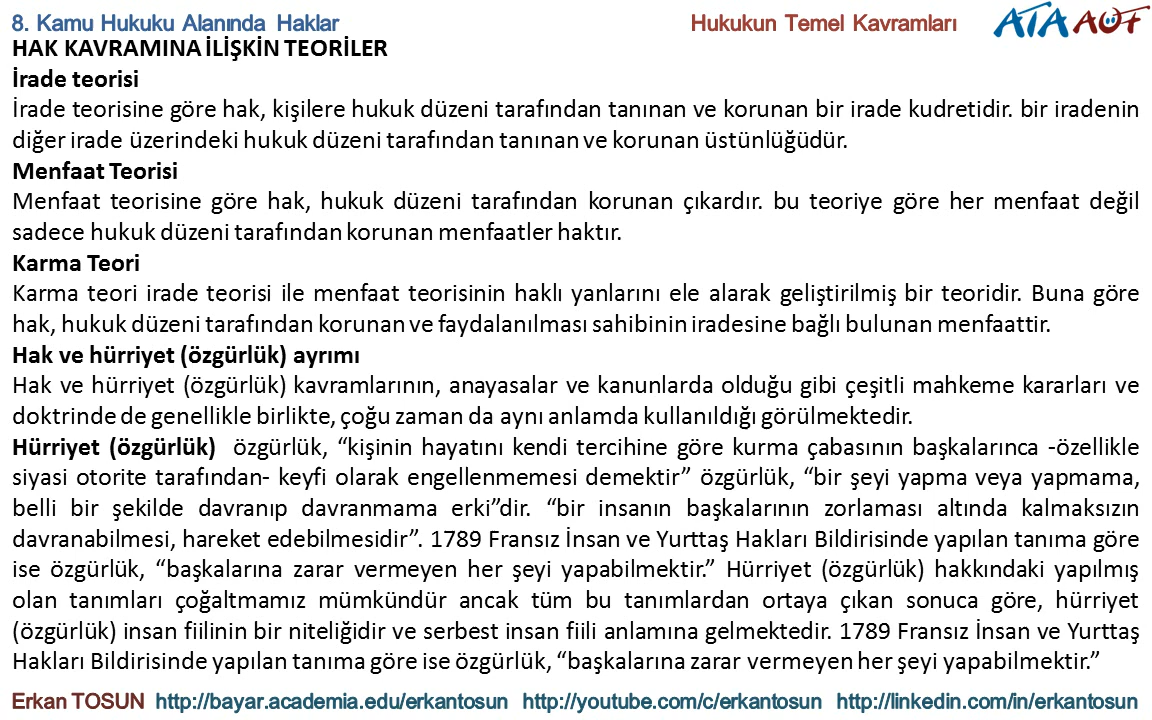 8. Kamu Hukuku Alanında Haklar
Hukukun Temel Kavramları
ATA AÖF
HAK KAVRAMINA İLİŞKİN TEORİLER
İrade teorisi
İrade teorisine göre hak, kişilere hukuk düzeni tarafından tanınan ve korunan bir irade kudretidir. bir iradenin
diğer irade üzerindeki hukuk düzeni tarafından tanınan ve korunan üstünlüğüdür.
Menfaat Teorisi
Menfaat teorisine göre hak, hukuk düzeni tarafından korunan çıkardır. bu teoriye göre her menfaat değil
sadece hukuk düzeni tarafından korunan menfaatler haktır.
Karma Teori
Karma teori irade teorisi ile menfaat teorisinin haklı yanlarını ele alarak geliştirilmiş bir teoridir. Buna göre
hak, hukuk düzeni tarafından korunan ve faydalanılması sahibinin iradesine bağlı bulunan menfaattir.
Hak ve hürriyet (özgürlük) ayrımı
Hak ve hürriyet (özgürlük) kavramlarının, anayasalar ve kanunlarda olduğu gibi çeşitli mahkeme kararları ve
doktrinde de genellikle birlikte, çoğu zaman da aynı anlamda kullanıldığı görülmektedir.
Hürriyet (özgürlük) özgürlük, “kişinin hayatını kendi tercihine göre kurma çabasının başkalarınca -özellikle
siyasi otorite tarafından- keyfi olarak engellenmemesi demektir” özgürlük, “bir şeyi yapma veya yapmama,
belli bir şekilde davranıp davranmama erki”dir. “bir insanın başkalarının zorlaması altında kalmaksızın
davranabilmesi, hareket edebilmesidir”. 1789 Fransız İnsan ve Yurttaş Hakları Bildirisinde yapılan tanıma göre
ise özgürlük, “başkalarına zarar vermeyen her şeyi yapabilmektir.” Hürriyet (özgürlük) hakkındaki yapılmış
olan tanımları çoğaltmamız mümkündür ancak tüm bu tanımlardan ortaya çıkan sonuca göre, hürriyet
(özgürlük) insan fiilinin bir niteliğidir ve serbest insan fiili anlamına gelmektedir. 1789 Fransız İnsan ve Yurttaş
Hakları Bildirisinde yapılan tanıma göre ise özgürlük, “başkalarına zarar vermeyen her şeyi yapabilmektir.”
Erkan TOSUN http://bayar.academia.edu/erkantosun http://youtube.com/c/erkantosun http://linkedin.com/in/erkantosun